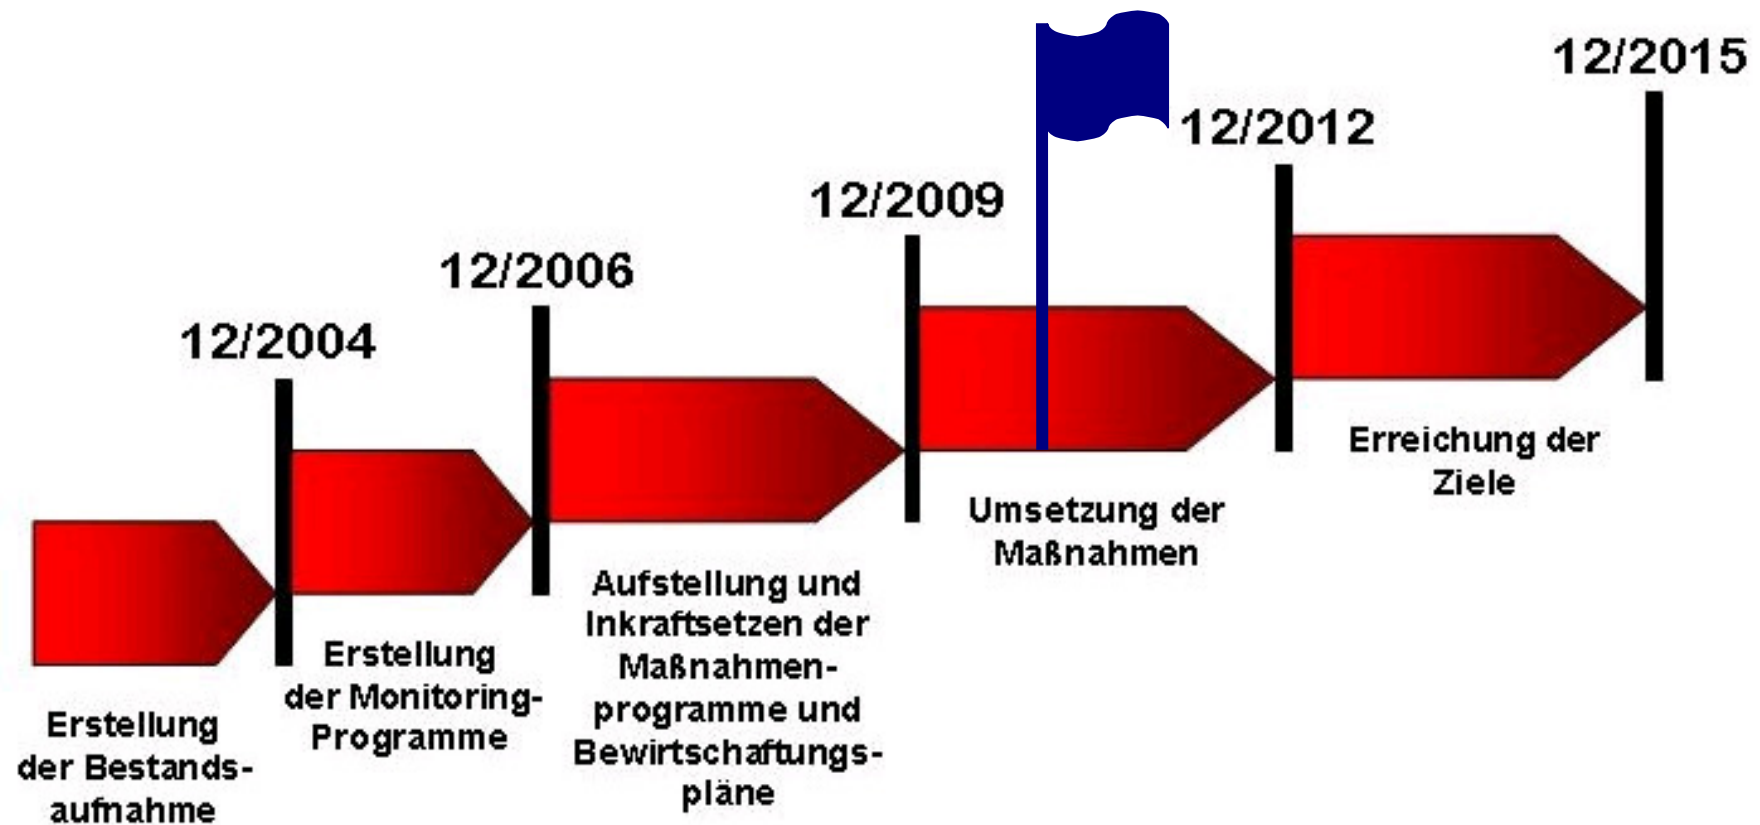 12/2004
12/2006
12/2009
12/2012
12/2015
Erstellung
der Bestands-
aufnahme
Erstellung
der Monitoring-
Programme
Aufstellung und
Inkraftsetzen der
Maßnahmen-
programme und
Bewirtschaftungs-
pläne
Umsetzung der
Maßnahmen
Erreichung der
Ziele